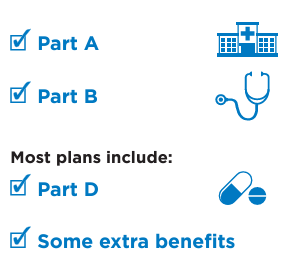 Part A
Part B
Most plans include:
Part D
Some extra benefits